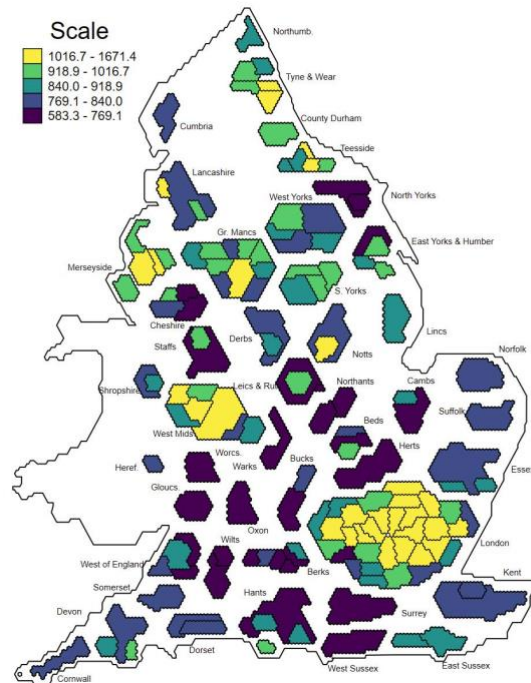 Scale
1016.7 - 1671.4
918.9 - 1016.7
840.0 - 918.9
769.1 - 840.0
583.3 - 769.1
Northumb.
Tyne & Wear
County Durham
Cumbria
Teesside
Lancashire
West Yorks
North Yorks
Gr. Mancs
East Yorks & Humber
Merseyside
S. Yorks
Cheshire
Staffs
Derbs
Notts
Lincs
Norfolk
Shropshire
Leics & Rut
Northants
Cambs
Suffolk
West Mids
Beds
Worcs.
Herts
Heref.
Warks
Bucks
Esse
Gloucs.
Oxon
Wilts
London
West of England
Berks
Kent
Somerset
Hants
Surrey
Devon
Dorset
West Sussex
East Sussex
Cornwall